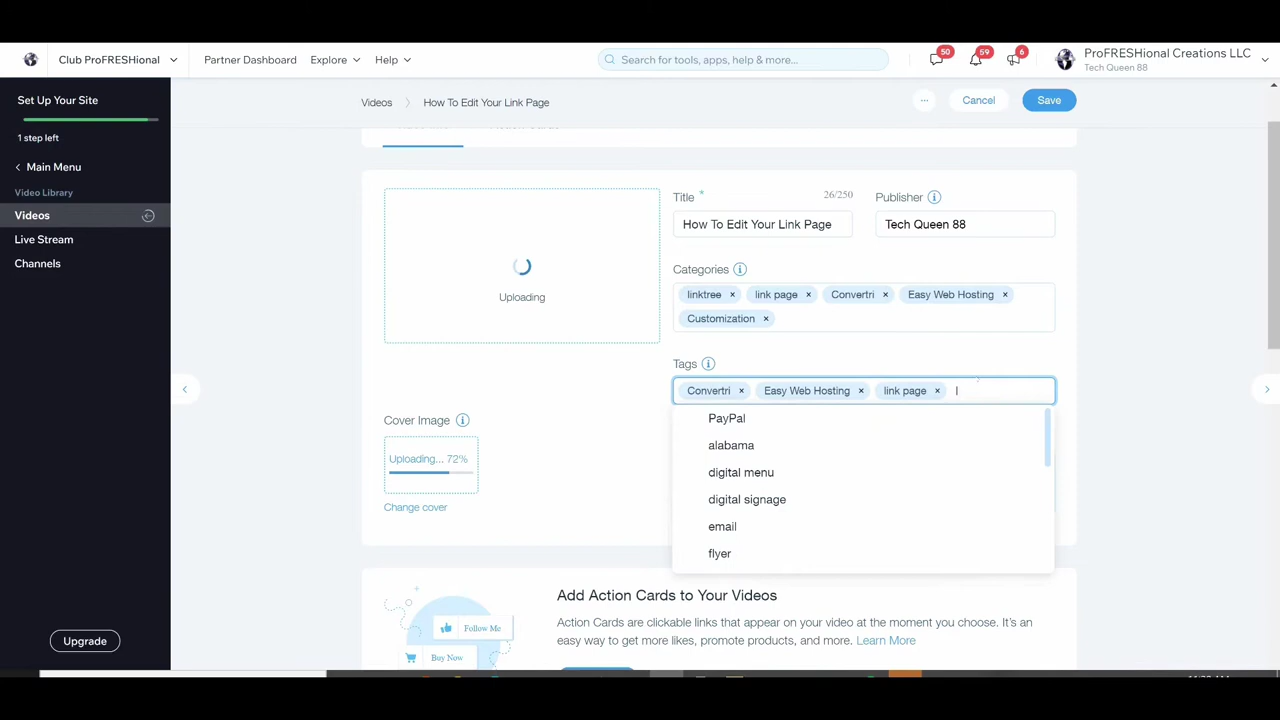 Club ProFRESHional
Partner Dashboard
Explore
Help
Search for tools, apps, help & more...
50
59
6
ProFRESHional Creations LLC
Tech Queen 88
Set Up Your Site
1 step left
Main Menu
Video Library
Videos
Live Stream
Channels
Upgrade
Videos
How To Edit Your Link Page
...
Cancel
Save
Uploading
Title *
26/250
How To Edit Your Link Page
Publisher
Tech Queen 88
Categories
linktree × link page × Convertri × Easy Web Hosting ×
Customization ×
Tags
Convertri × Easy Web Hosting × link page ×
PayPal
alabama
digital menu
digital signage
email
flyer
Cover Image
Uploading... 72%
Change cover
Follow Me
Buy Now
Add Action Cards to Your Videos
Action Cards are clickable links that appear on your video at the moment you choose. It's
an easy way to get more likes, promote products, and more. Learn More